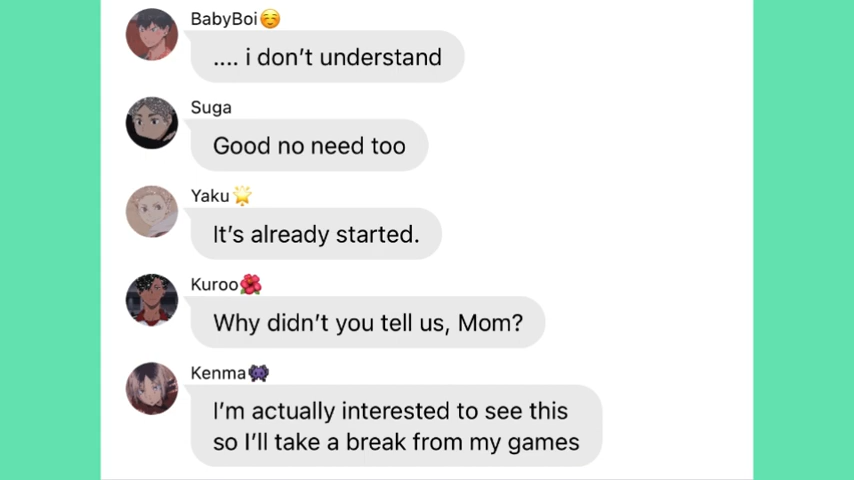 BabyBoi☺️
.... i don't understand
Suga
Good no need too
Yaku🌟
It's already started.
Kuroo🌺
Why didn't you tell us, Mom?
Kenma👾
I'm actually interested to see this
so I'll take a break from my games